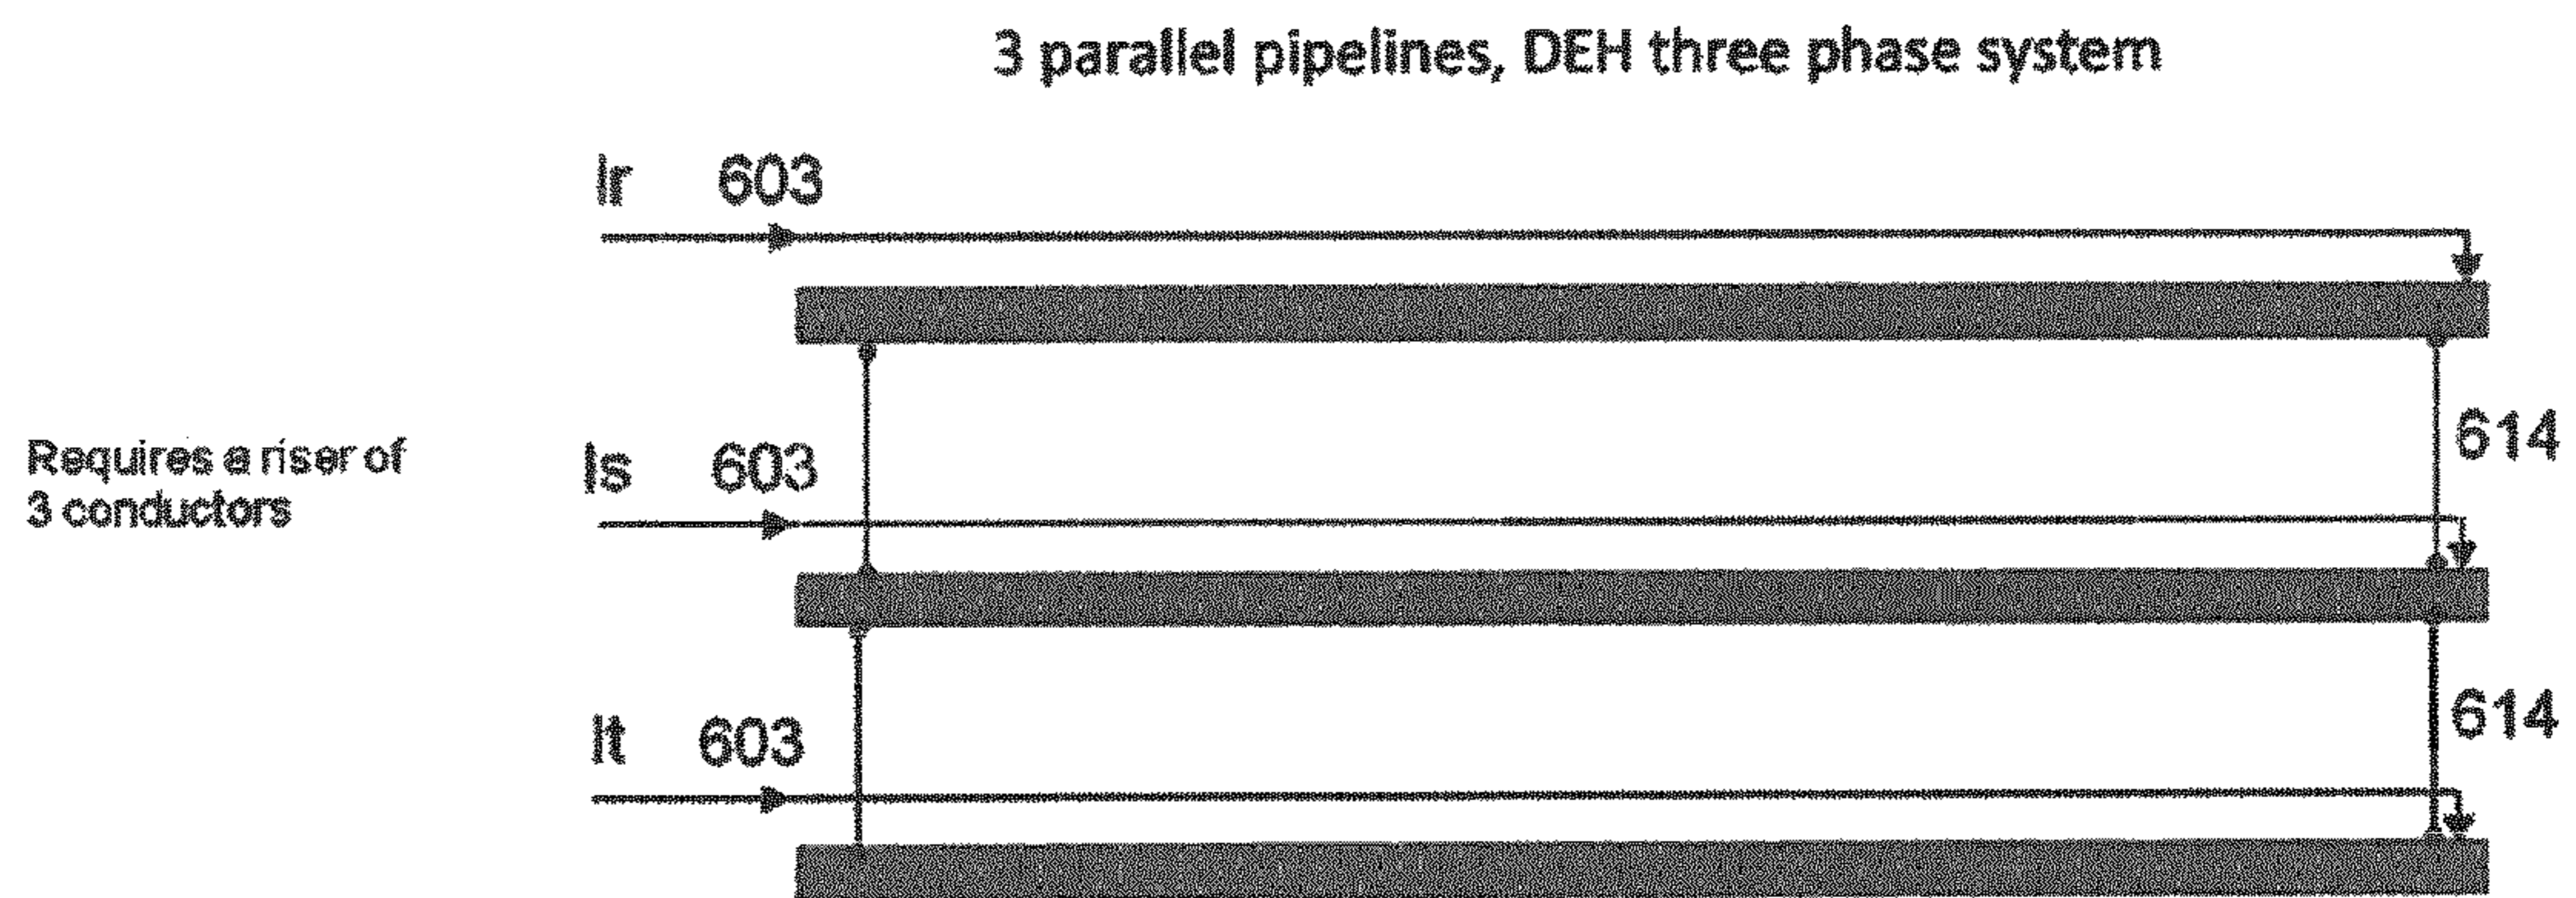 3 parallel pipelines, DEH three phase system
Ir 603
614
Requires a riser of
3 conductors
Is 603
614
It 603